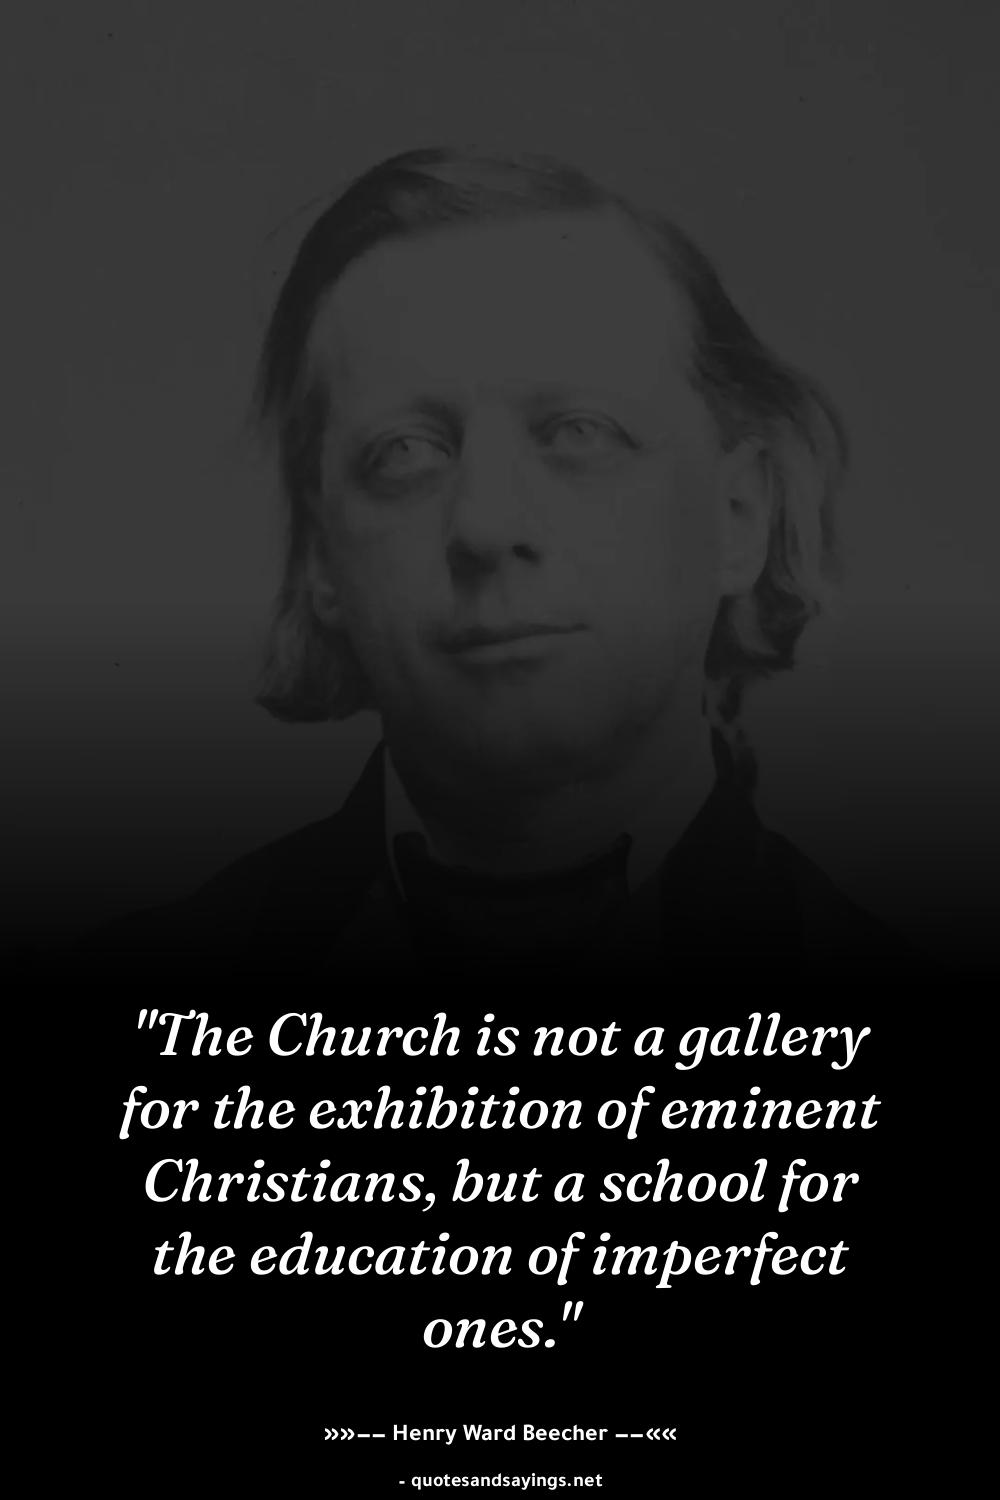 "The Church is not a gallery
for the exhibition of eminent
Christians, but a school for
the education of imperfect
ones."
»»−− Henry Ward Beecher −−««
- quotesandsayings.net